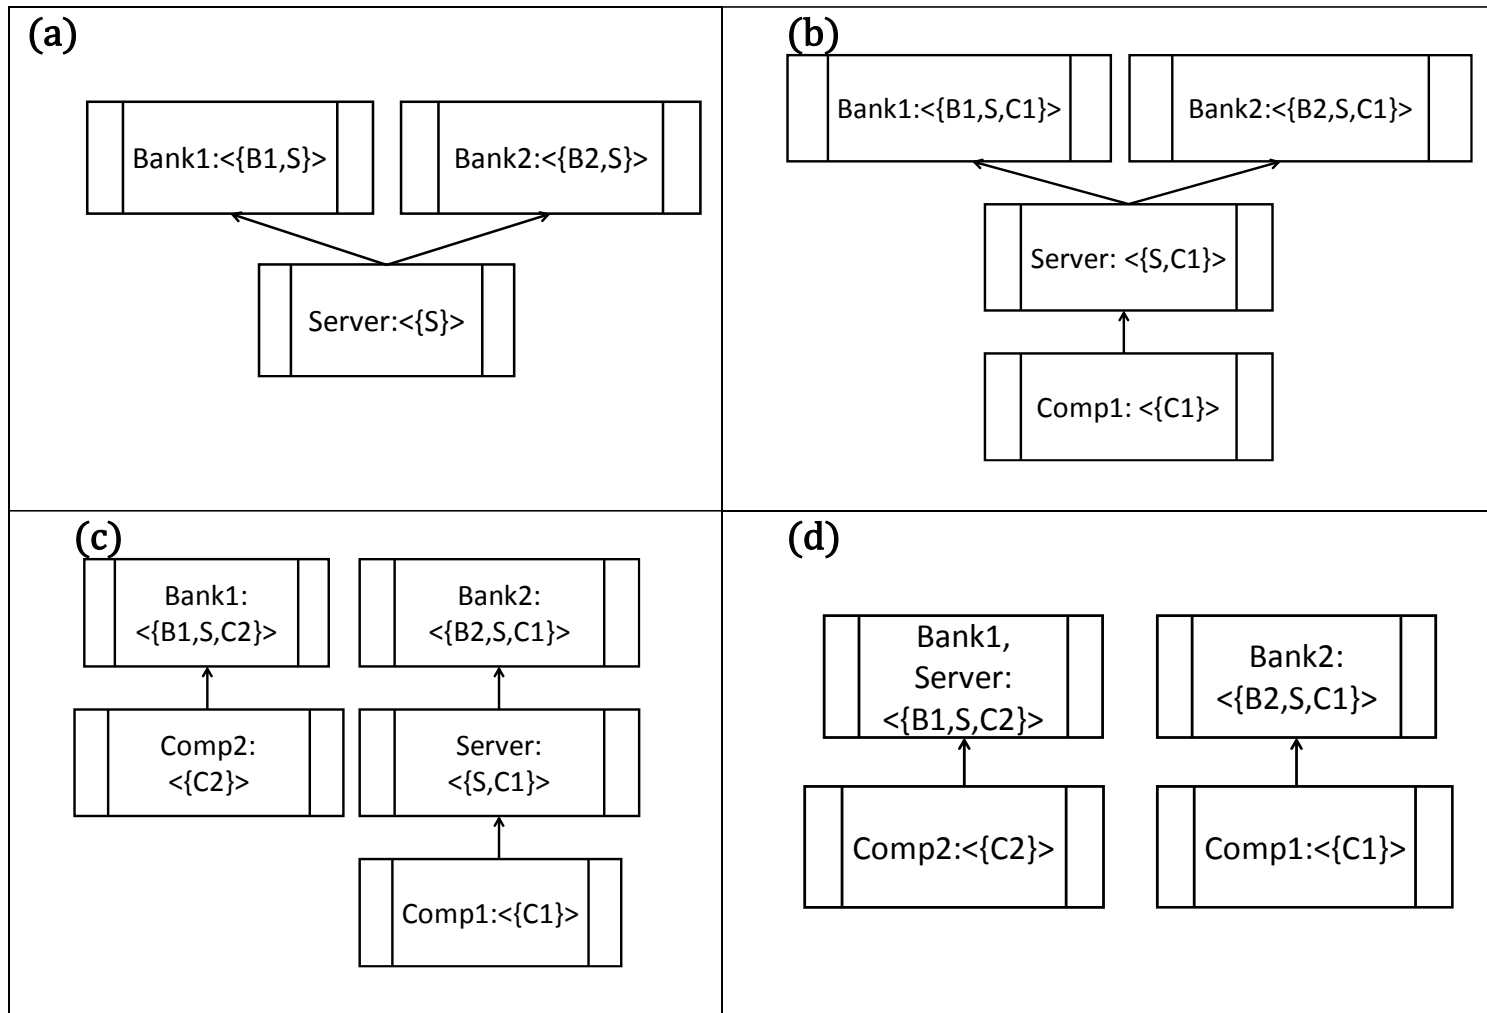 (a)
Bank1:<{B1,S}>
Bank2:<{B2,S}>
Server:<{S}>
(b)
Bank1:<{B1,S,C1}>
Bank2:<{B2,S,C1}>
Server: <{S,C1}>
Comp1: <{C1}>
(c)
Bank1:
<{B1,S,C2}>
Bank2:
<{B2,S,C1}>
Comp2:
<{C2}>
Server:
<{S,C1}>
Comp1:<{C1}>
(d)
Bank1,
Server:
<{B1,S,C2}>
Bank2:
<{B2,S,C1}>
Comp2:<{C2}>
Comp1:<{C1}>